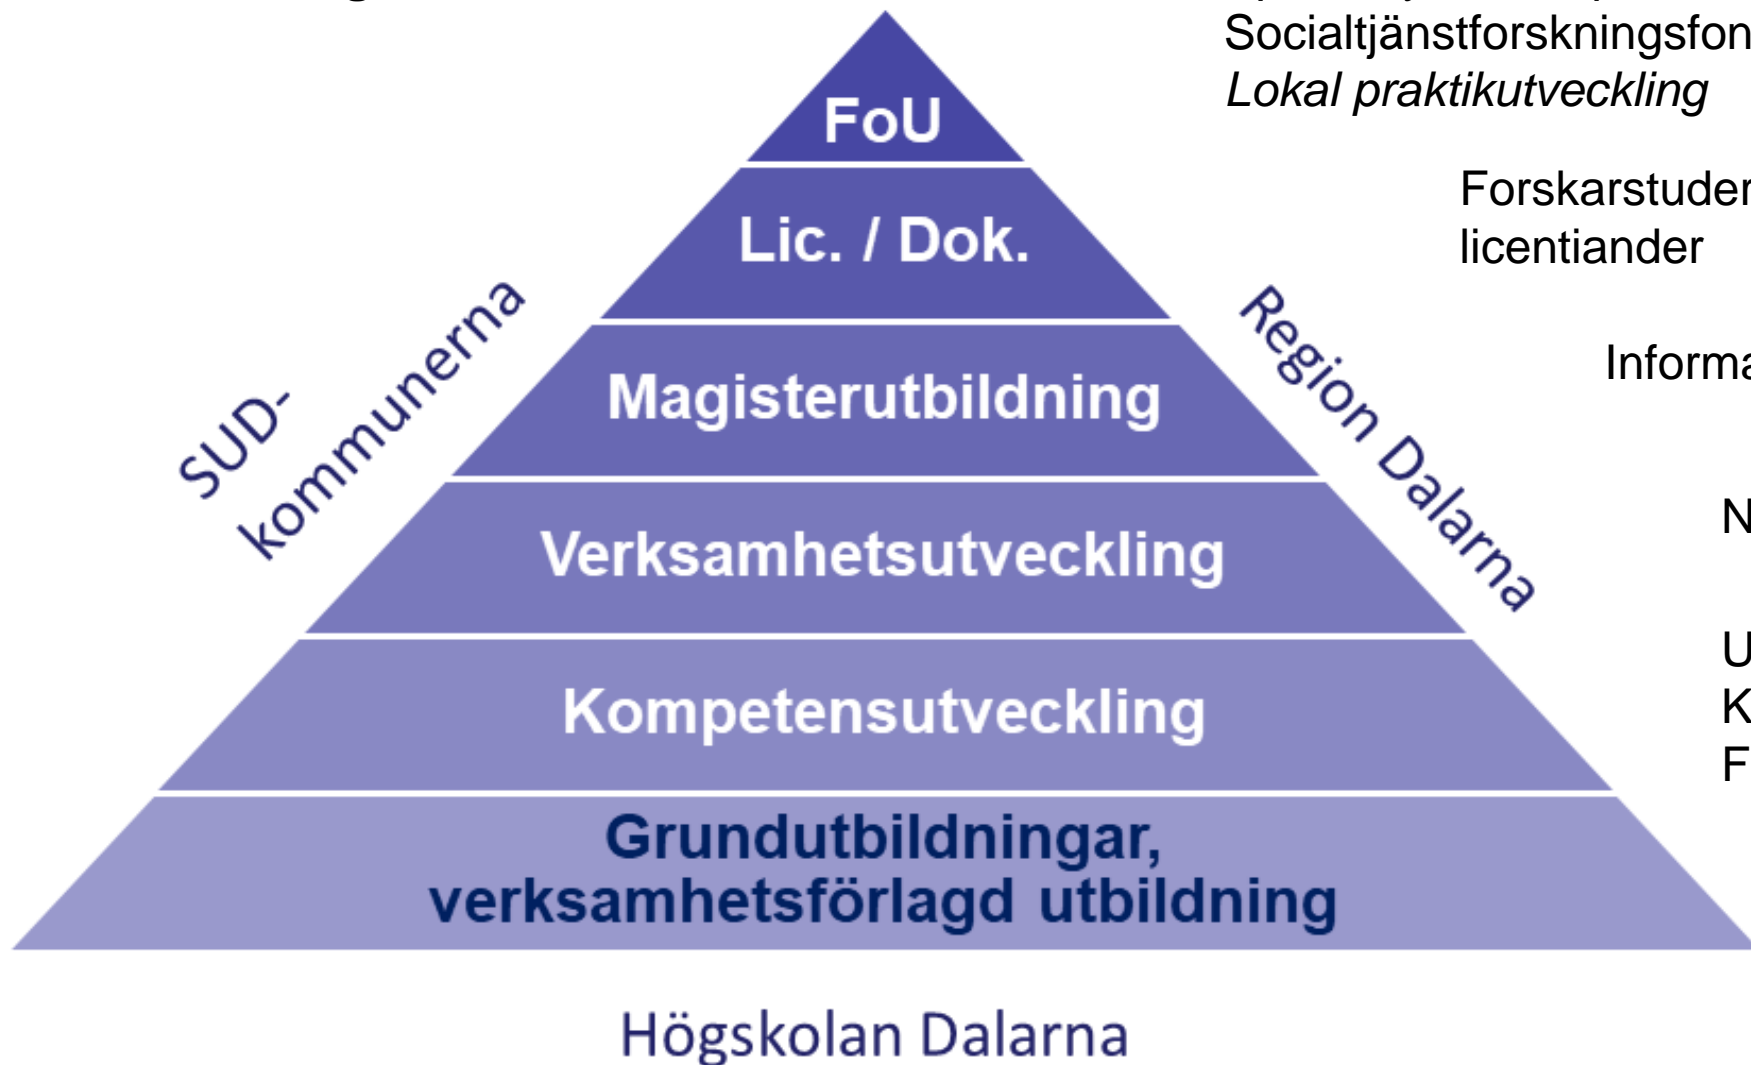 Socialtjänstforskningsfon
Lokal praktikutveckling
FoU
Forskarstuder
licentiander
Lic. / Dok.
Informa
Magisterutbildning
SUD-
kommunerna
Region Dalarna
N
Verksamhetsutveckling
U
K
F
Kompetensutveckling
Grundutbildningar,
verksamhetsförlagd utbildning
Högskolan Dalarna